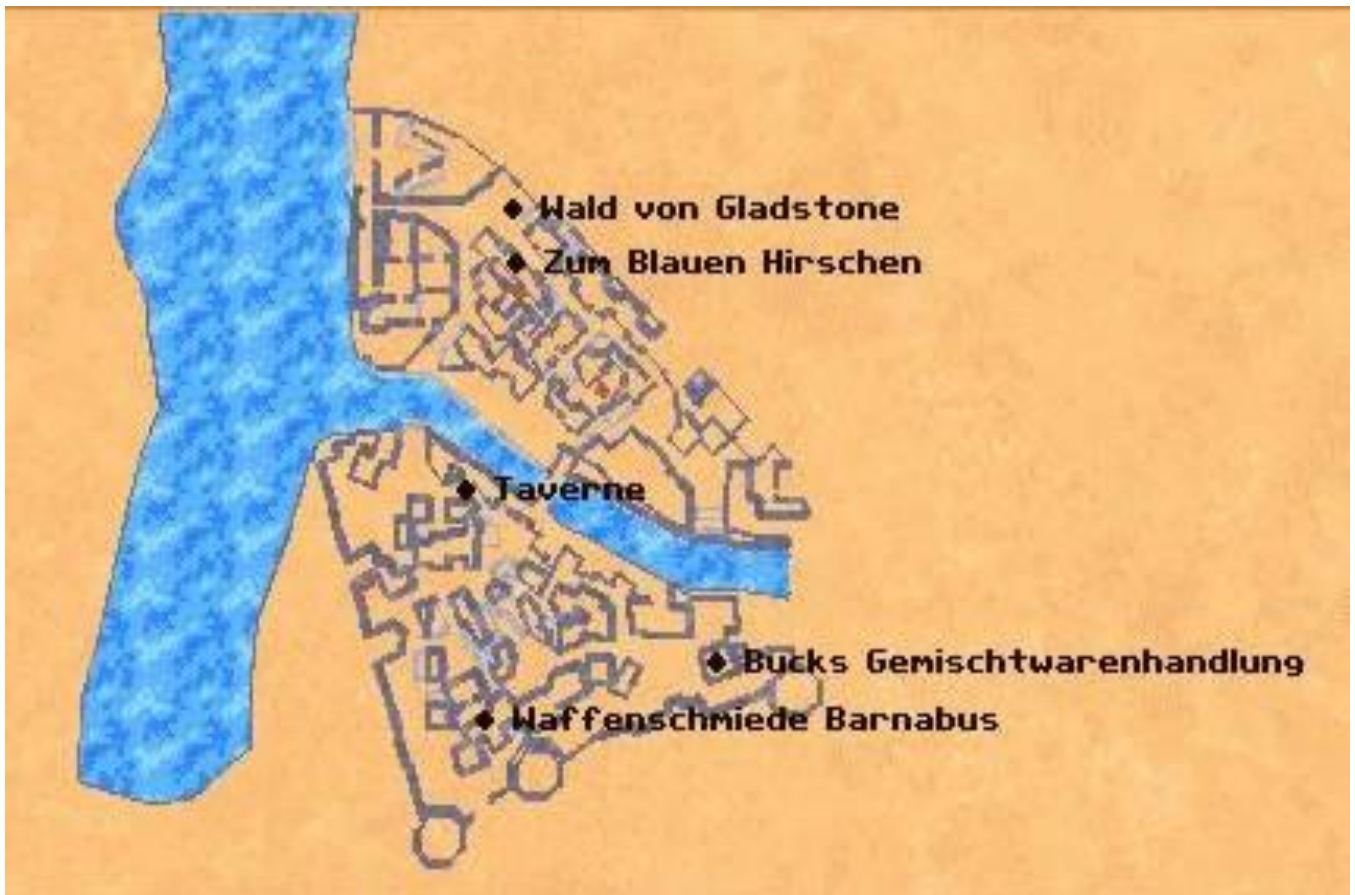 Wald von Gladstone
Zum Blauen Hirschen
Taverne
Bucks Gemischtwarenhandlung
Waffenschmiede Barnabus